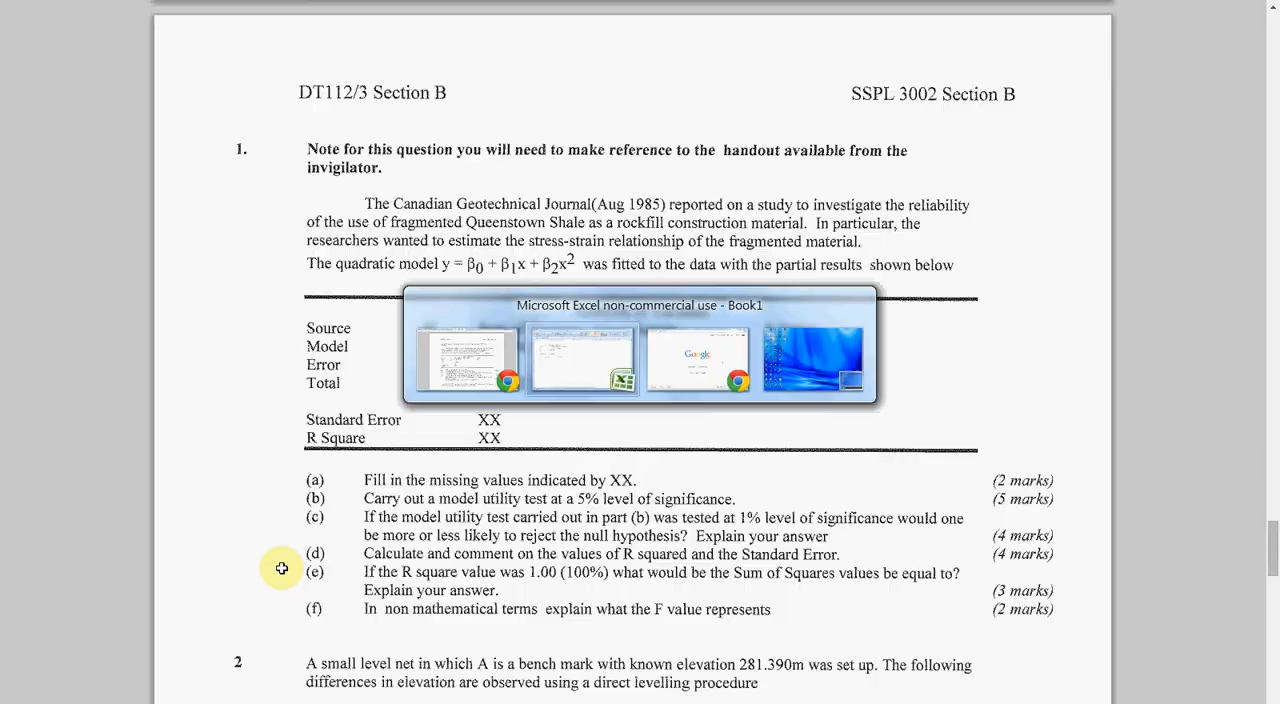 DT112/3 Section B SSPL 3002 Section B
1. Note for this question you will need to make reference to the handout available from the
invigilator.
The Canadian Geotechnical Journal(Aug 1985) reported on a study to investigate the reliability
of the use of fragmented Queenstown Shale as a rockfill construction material. In particular, the
researchers wanted to estimate the stress-strain relationship of the fragmented material.
The quadratic model y = β0 + β1x + β2x2 was fitted to the data with the partial results shown below
Microsoft Excel non-commercial use - Book1
Source
Model
Error
Total
Google
Standard Error XX
R Square XX
(a) Fill in the missing values indicated by XX. (2 marks)
(b) Carry out a model utility test at a 5% level of significance. (5 marks)
(c) If the model utility test carried out in part (b) was tested at 1% level of significance would one
be more or less likely to reject the null hypothesis? Explain your answer (4 marks)
(d) Calculate and comment on the values of R squared and the Standard Error. (4 marks)
(e) If the R square value was 1.00 (100%) what would be the Sum of Squares values be equal to?
Explain your answer. (3 marks)
(f) In non mathematical terms explain what the F value represents (2 marks)
2 A small level net in which A is a bench mark with known elevation 281.390m was set up. The following
differences in elevation are observed using a direct levelling procedure